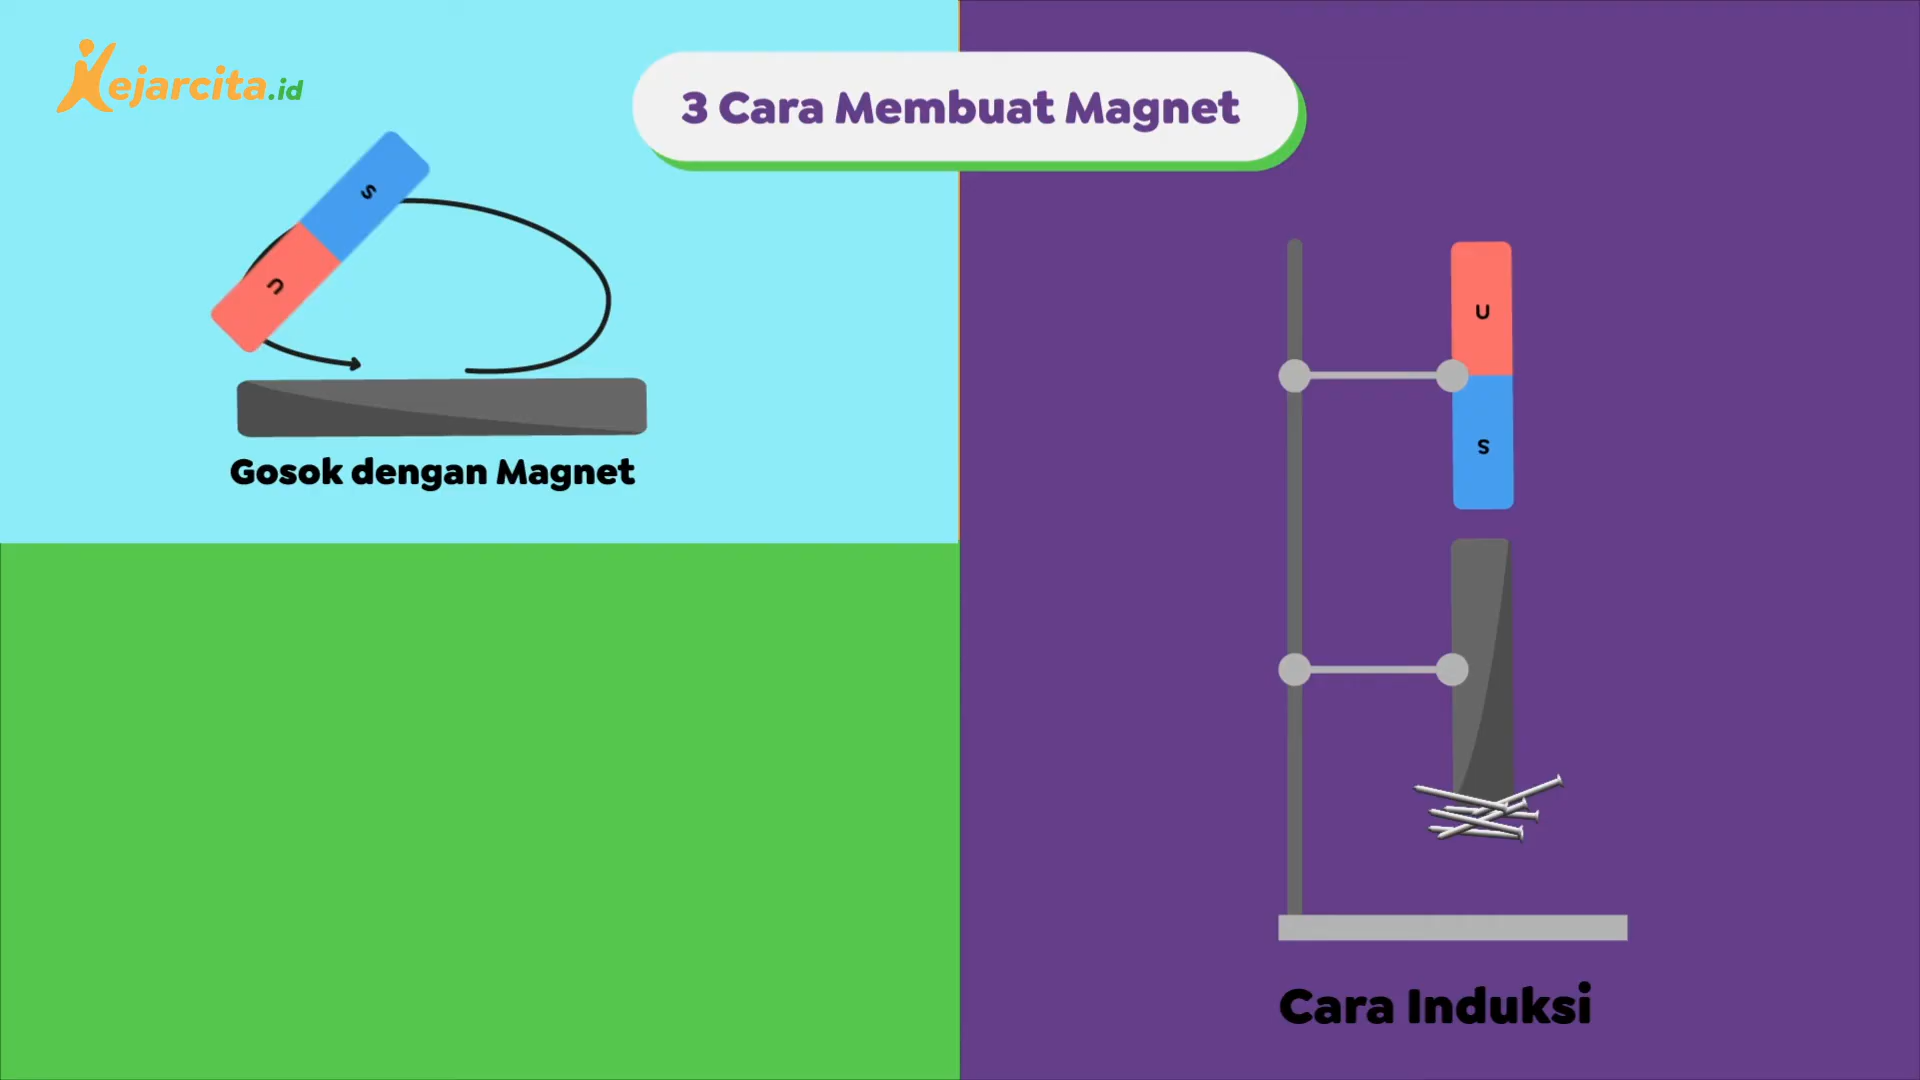 Kejarcita.id
3 Cara Membuat Magnet
S
U
Gosok dengan Magnet
U
S
Cara Induksi